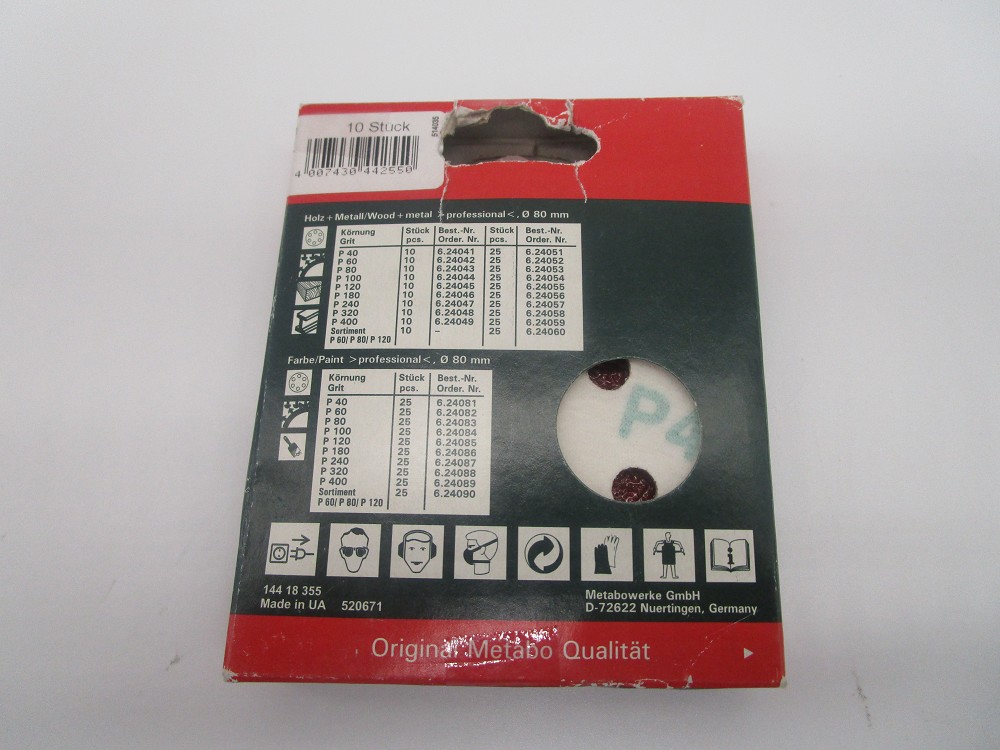 10 Stück
514035
4 007430 442550
Holz + Metall/Wood + metal > professional <, Ø 80 mm
Körnung Stück Best.-Nr. Stück Best.-Nr.
Grit pcs. Order. Nr. pcs. Order. Nr.
P 40 10 6.24041 25 6.24051
P 60 10 6.24042 25 6.24052
P 80 10 6.24043 25 6.24053
P 100 10 6.24044 25 6.24054
P 120 10 6.24045 25 6.24055
P 180 10 6.24046 25 6.24056
P 240 10 6.24047 25 6.24057
P 320 10 6.24048 25 6.24058
P 400 10 6.24049 25 6.24059
Sortiment 10 – 25 6.24060
P 60/ P 80/ P 120
Farbe/Paint > professional <, Ø 80 mm
Körnung Stück Best.-Nr.
Grit pcs. Order. Nr.
P 40 25 6.24081
P 60 25 6.24082
P 80 25 6.24083
P 100 25 6.24084
P 120 25 6.24085
P 180 25 6.24086
P 240 25 6.24087
P 320 25 6.24088
P 400 25 6.24089
Sortiment 25 6.24090
P 60/ P 80/ P 120
P4
144 18 355
Made in UA 520671
Metabowerke GmbH
D-72622 Nuertingen, Germany
Original Metabo Qualität